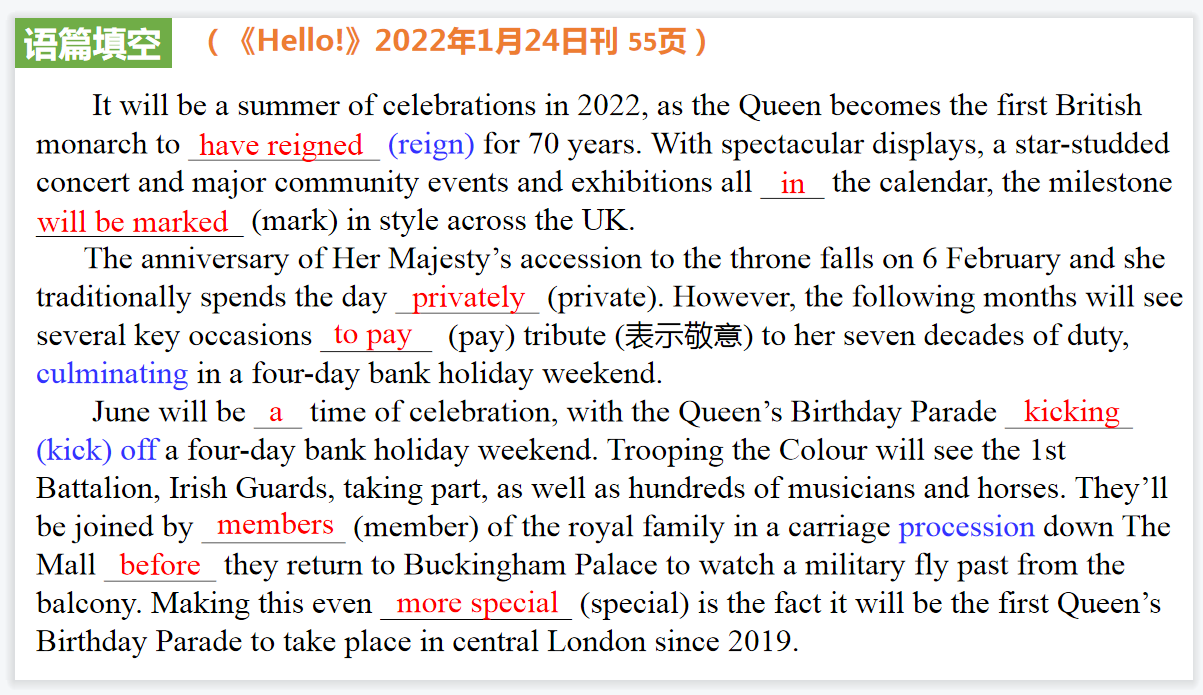 语篇填空 （《Hello!》2022年1月24日刊 55页）
It will be a summer of celebrations in 2022, as the Queen becomes the first British
monarch to have reigned (reign) for 70 years. With spectacular displays, a star-studded
concert and major community events and exhibitions all in the calendar, the milestone
will be marked (mark) in style across the UK.
The anniversary of Her Majesty’s accession to the throne falls on 6 February and she
traditionally spends the day privately (private). However, the following months will see
several key occasions to pay (pay) tribute (表示敬意) to her seven decades of duty,
culminating in a four-day bank holiday weekend.
June will be a time of celebration, with the Queen’s Birthday Parade kicking
(kick) off a four-day bank holiday weekend. Trooping the Colour will see the 1st
Battalion, Irish Guards, taking part, as well as hundreds of musicians and horses. They’ll
be joined by members (member) of the royal family in a carriage procession down The
Mall before they return to Buckingham Palace to watch a military fly past from the
balcony. Making this even more special (special) is the fact it will be the first Queen’s
Birthday Parade to take place in central London since 2019.